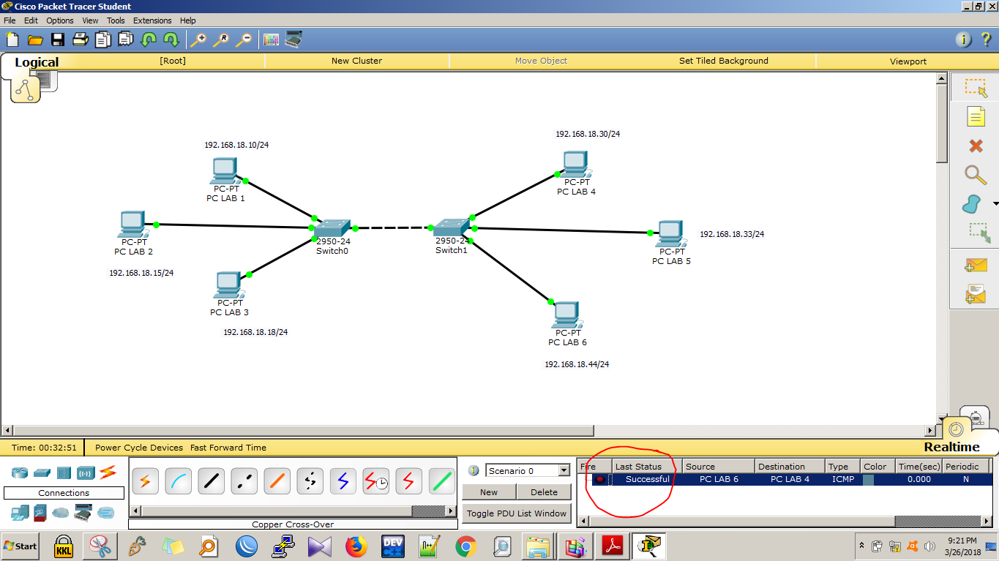 Cisco Packet Tracer Student
File Edit Options View Tools Extensions Help
Logical [Root] New Cluster Move Object Set Tiled Background Viewport
192.168.18.10/24
PC-PT
PC LAB 1
192.168.18.30/24
PC-PT
PC LAB 4
PC-PT
PC LAB 2
192.168.18.15/24
2950-24
Switch0
2950-24
Switch1
PC-PT
PC LAB 5
192.168.18.33/24
PC-PT
PC LAB 3
192.168.18.18/24
PC-PT
PC LAB 6
192.168.18.44/24
Time: 00:32:51 Power Cycle Devices Fast Forward Time Realtime
Connections
Copper Cross-Over
Scenario 0
New Delete
Toggle PDU List Window
Fire Last Status Source Destination Type Color Time(sec) Periodic
Successful PC LAB 6 PC LAB 4 ICMP 0.000 N
Start KKL DEV C++ 9:21 PM
3/26/2018